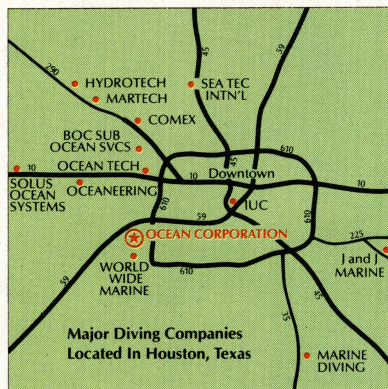 45
59
290
HYDROTECH
SEA TEC
INT'L
MARTECH
COMEX
BOC SUB
OCEAN SVCS
610
45
Downtown
OCEAN TECH
10
10
10
SOLUS
OCEAN
SYSTEMS
OCEANEERING
610
IUC
59
610
OCEAN CORPORATION
225
J and J
MARINE
WORLD
WIDE
MARINE
610
59
45
35
Major Diving Companies
Located In Houston, Texas
MARINE
DIVING